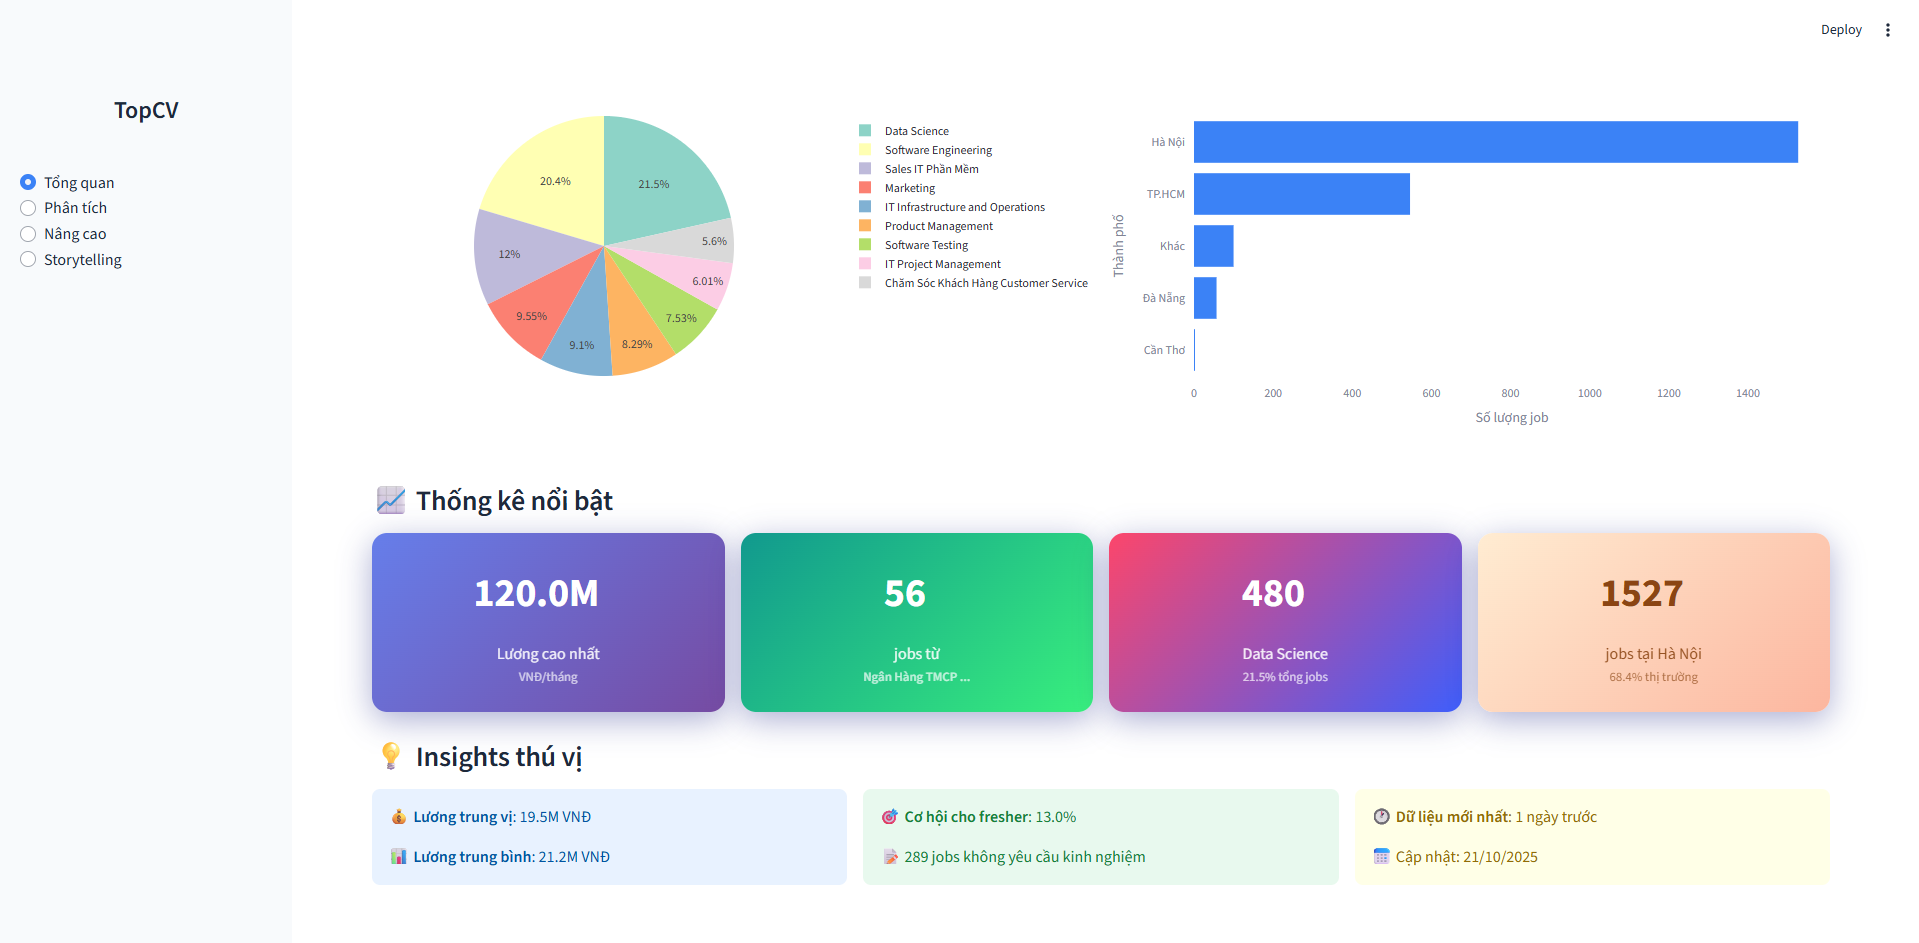 Deploy
TopCV
Tổng quan
Phân tích
Nâng cao
Storytelling
20.4%
21.5%
12%
5.6%
6.01%
9.55%
7.53%
9.1%
8.29%
Data Science
Software Engineering
Sales IT Phần Mềm
Marketing
IT Infrastructure and Operations
Product Management
Software Testing
IT Project Management
Chăm Sóc Khách Hàng Customer Service
Thành phố
Hà Nội
TP.HCM
Khác
Đà Nẵng
Cần Thơ
0 200 400 600 800 1000 1200 1400
Số lượng job
Thống kê nổi bật
120.0M
Lương cao nhất
VNĐ/tháng
56
jobs từ
Ngân Hàng TMCP ...
480
Data Science
21.5% tổng jobs
1527
jobs tại Hà Nội
68.4% thị trường
Insights thú vị
Lương trung vị: 19.5M VNĐ
Lương trung bình: 21.2M VNĐ
Cơ hội cho fresher: 13.0%
289 jobs không yêu cầu kinh nghiệm
Dữ liệu mới nhất: 1 ngày trước
Cập nhật: 21/10/2025